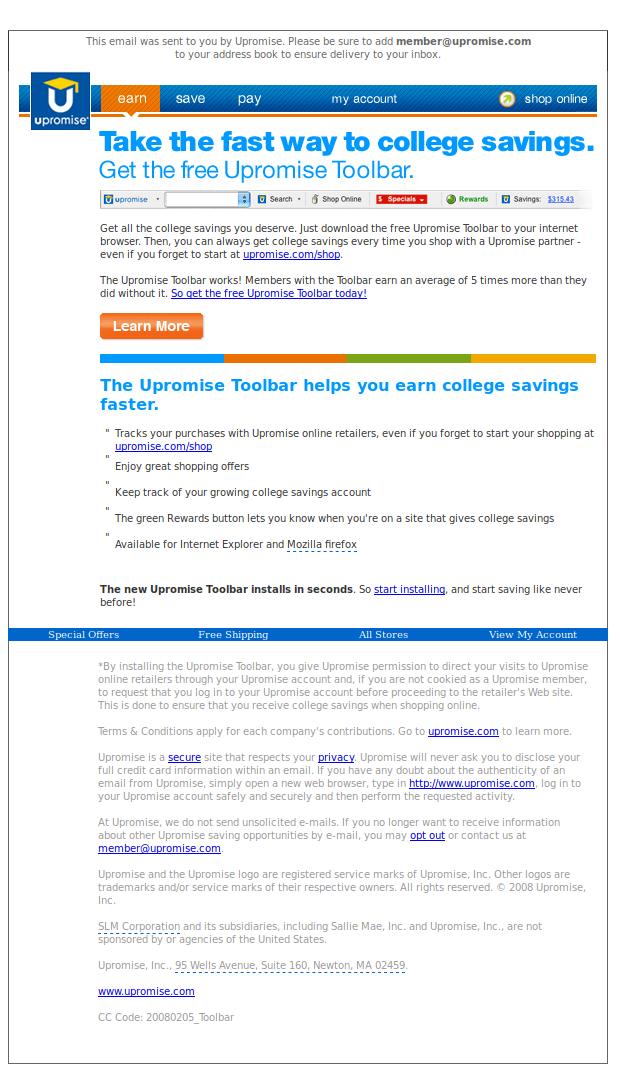 This email was sent to you by Upromise. Please be sure to add member@upromise.com
to your address book to ensure delivery to your inbox.
upromise
earn save pay my account shop online
Take the fast way to college savings.
Get the free Upromise Toolbar.
upromise Search Shop Online $ Specials Rewards Savings: $315.43
Get all the college savings you deserve. Just download the free Upromise Toolbar to your internet
browser. Then, you can always get college savings every time you shop with a Upromise partner -
even if you forget to start at upromise.com/shop.
The Upromise Toolbar works! Members with the Toolbar earn an average of 5 times more than they
did without it. So get the free Upromise Toolbar today!
Learn More
The Upromise Toolbar helps you earn college savings
faster.
" Tracks your purchases with Upromise online retailers, even if you forget to start your shopping at
upromise.com/shop
" Enjoy great shopping offers
" Keep track of your growing college savings account
" The green Rewards button lets you know when you're on a site that gives college savings
" Available for Internet Explorer and Mozilla firefox
The new Upromise Toolbar installs in seconds. So start installing, and start saving like never
before!
Special Offers Free Shipping All Stores View My Account
*By installing the Upromise Toolbar, you give Upromise permission to direct your visits to Upromise
online retailers through your Upromise account and, if you are not cookied as a Upromise member,
to request that you log in to your Upromise account before proceeding to the retailer's Web site.
This is done to ensure that you receive college savings when shopping online.
Terms & Conditions apply for each company's contributions. Go to upromise.com to learn more.
Upromise is a secure site that respects your privacy. Upromise will never ask you to disclose your
full credit card information within an email. If you have any doubt about the authenticity of an
email from Upromise, simply open a new web browser, type in http://www.upromise.com, log in to
your Upromise account safely and securely and then perform the requested activity.
At Upromise, we do not send unsolicited e-mails. If you no longer want to receive information
about other Upromise saving opportunities by e-mail, you may opt out or contact us at
member@upromise.com.
Upromise and the Upromise logo are registered service marks of Upromise, Inc. Other logos are
trademarks and/or service marks of their respective owners. All rights reserved. © 2008 Upromise,
Inc.
SLM Corporation and its subsidiaries, including Sallie Mae, Inc. and Upromise, Inc., are not
sponsored by or agencies of the United States.
Upromise, Inc., 95 Wells Avenue, Suite 160, Newton, MA 02459.
www.upromise.com
CC Code: 20080205_Toolbar